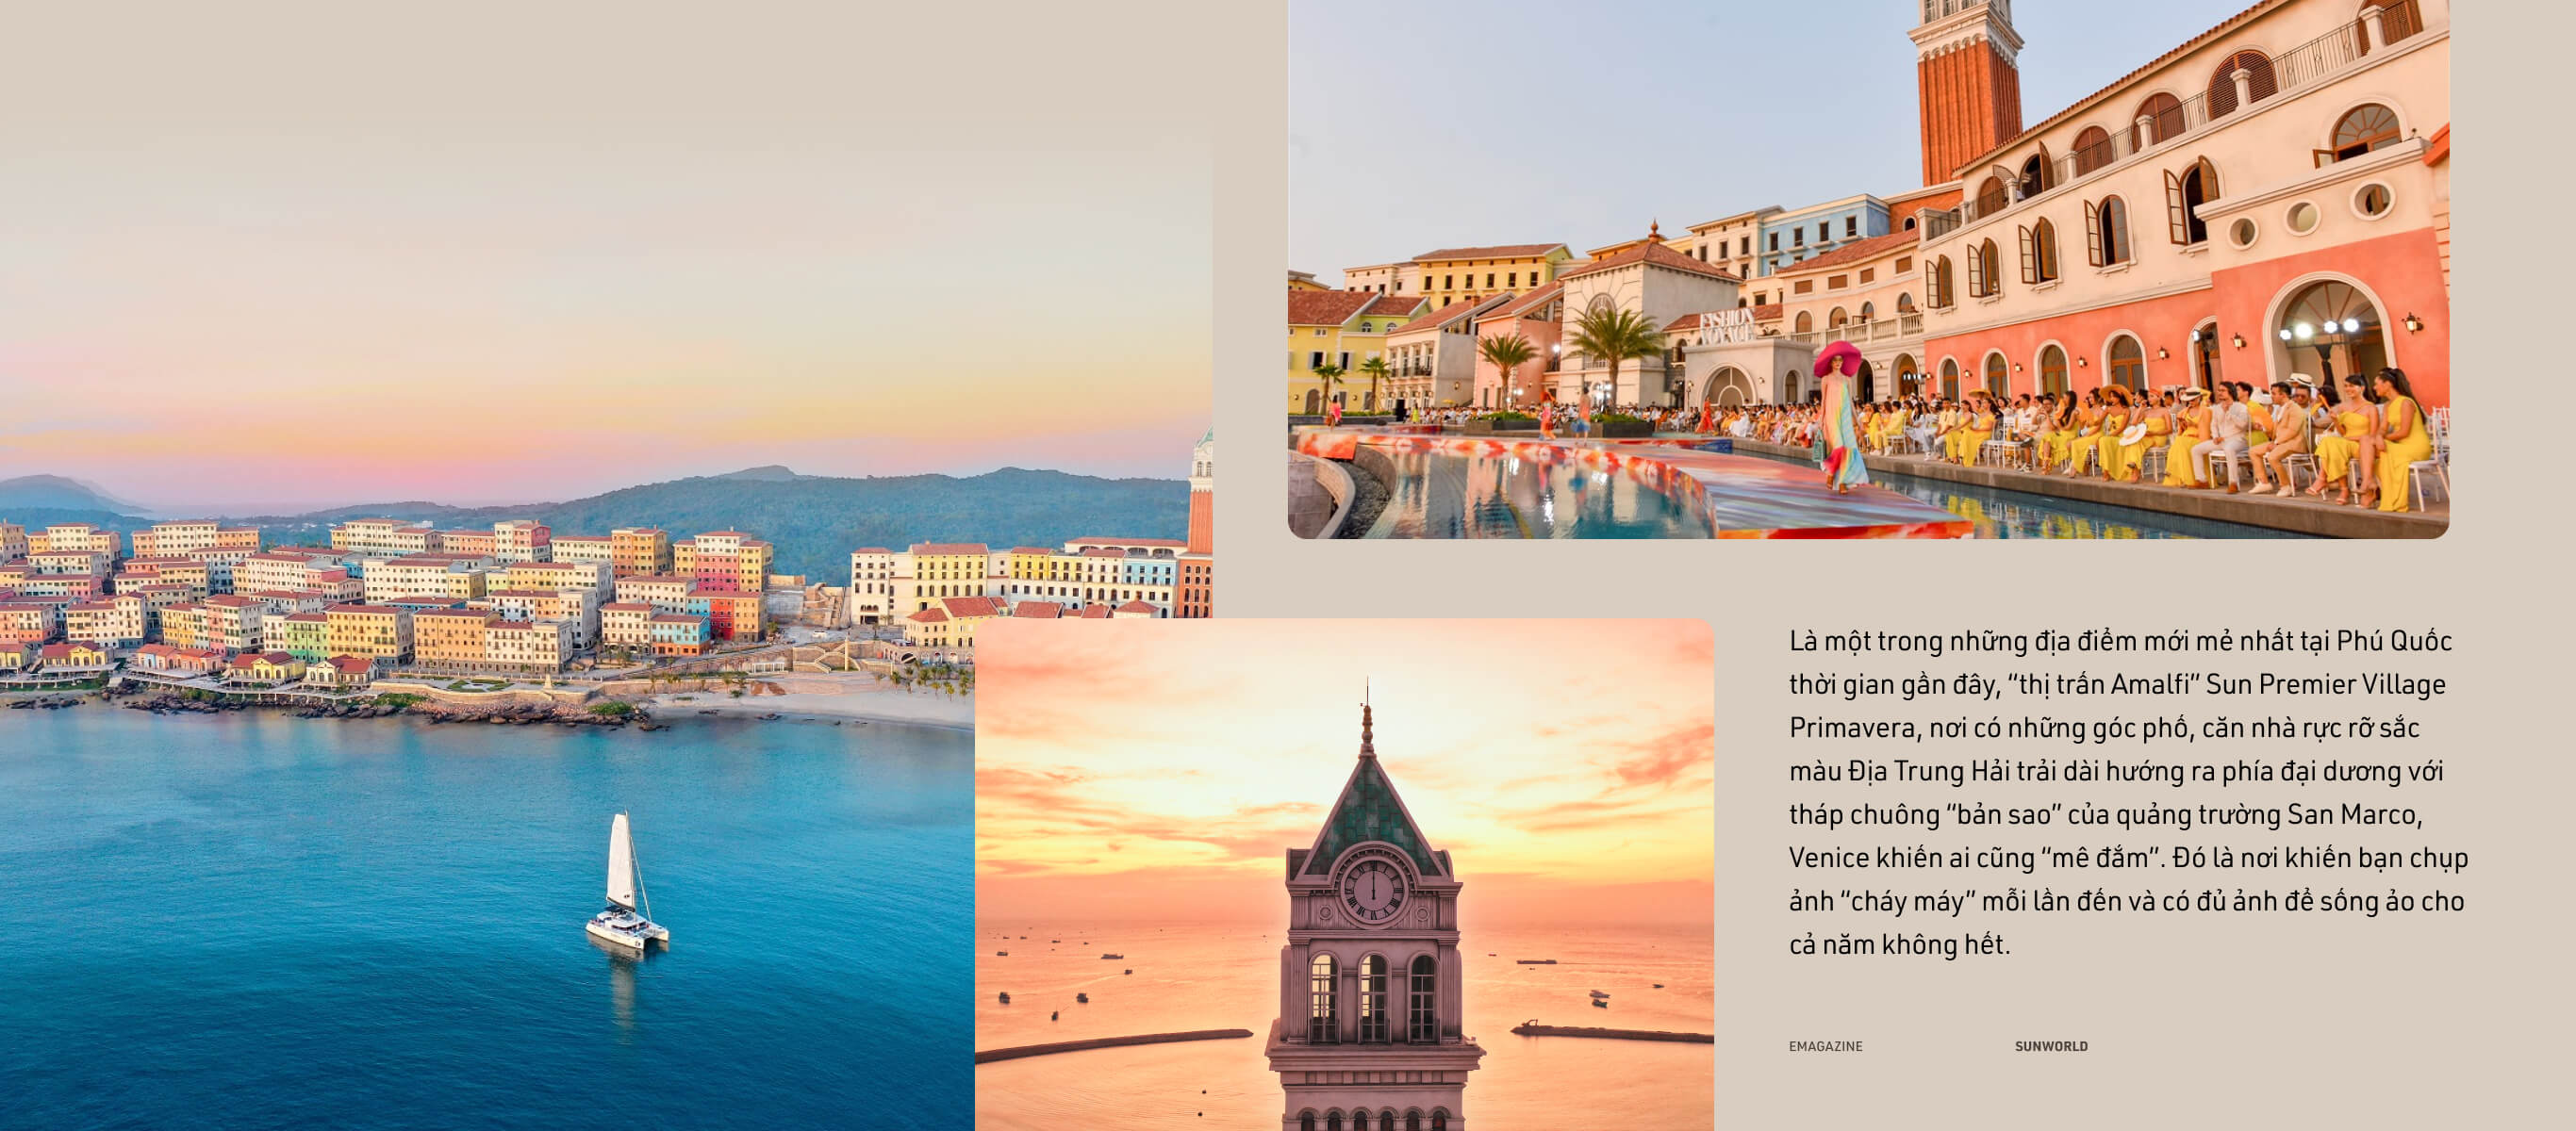 FASHION
VOYAGE
Là một trong những địa điểm mới mẻ nhất tại Phú Quốc
thời gian gần đây, “thị trấn Amalfi” Sun Premier Village
Primavera, nơi có những góc phố, căn nhà rực rỡ sắc
màu Địa Trung Hải trải dài hướng ra phía đại dương với
tháp chuông “bản sao” của quảng trường San Marco,
Venice khiến ai cũng “mê đắm”. Đó là nơi khiến bạn chụp
ảnh “cháy máy” mỗi lần đến và có đủ ảnh để sống ảo cho
cả năm không hết.
EMAGAZINE
SUNWORLD